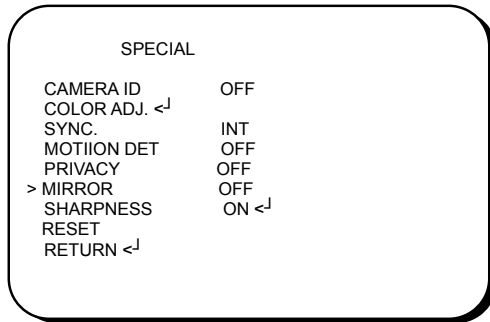 SPECIAL
CAMERA ID OFF
COLOR ADJ. <┘
SYNC. INT
MOTIION DET OFF
PRIVACY OFF
> MIRROR OFF
SHARPNESS ON <┘
RESET
RETURN <┘